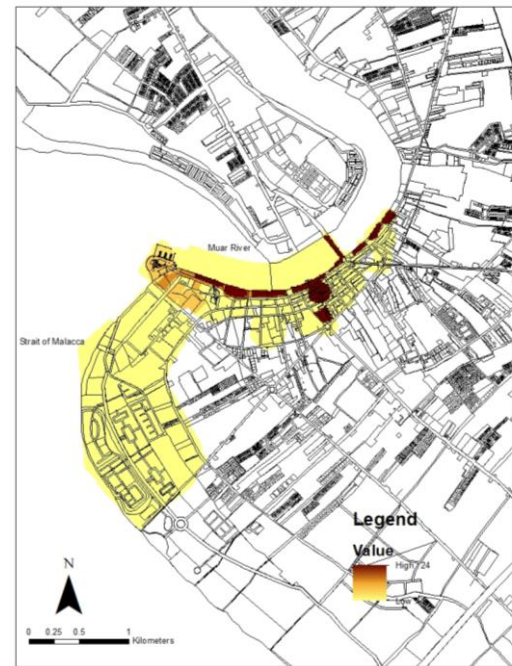 Muar River
Strait of Malacca
Legend
Value
High : 24
Low
N
0 0.25 0.5 1
Kilometers